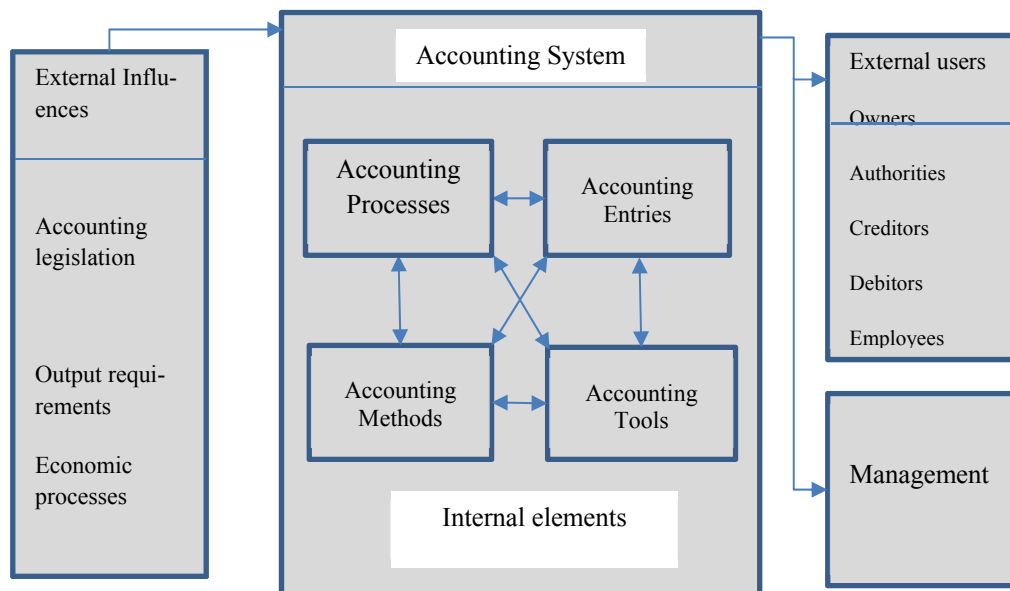 External Influ-
ences
Accounting
legislation
Output requi-
rements
Economic
processes
Accounting System
Accounting
Processes
Accounting
Entries
Accounting
Methods
Accounting
Tools
Internal elements
External users
Owners
Authorities
Creditors
Debitors
Employees
Management